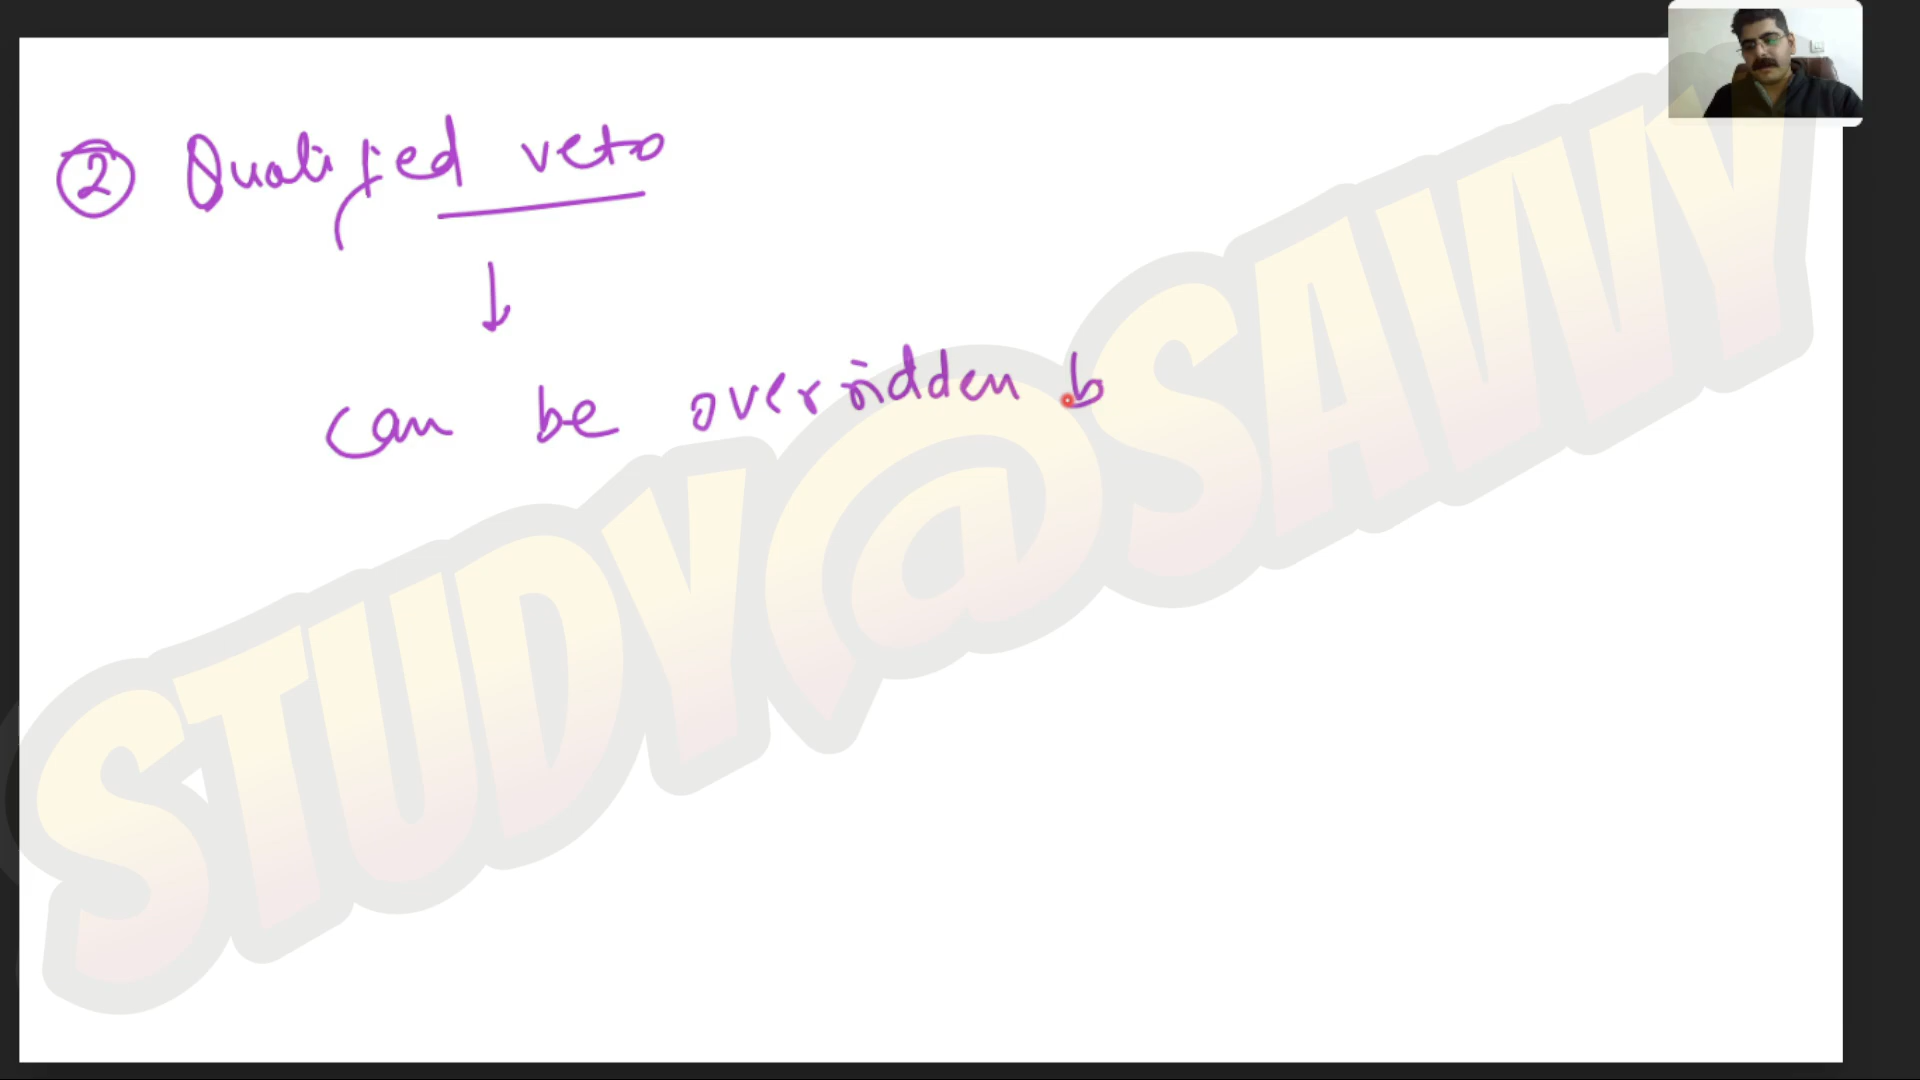 ② Qualified veto
↓
can be overridden b
STUDY@SAVVY